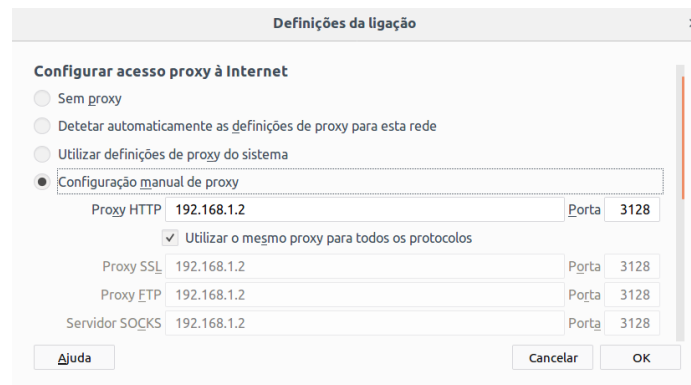 Definições da ligação
Configurar acesso proxy à Internet
Sem proxy
Detetar automaticamente as definições de proxy para esta rede
Utilizar definições de proxy do sistema
Configuração manual de proxy
Proxy HTTP 192.168.1.2 Porta 3128
Utilizar o mesmo proxy para todos os protocolos
Proxy SSL 192.168.1.2 Porta 3128
Proxy FTP 192.168.1.2 Porta 3128
Servidor SOCKS 192.168.1.2 Porta 3128
Ajuda Cancelar OK